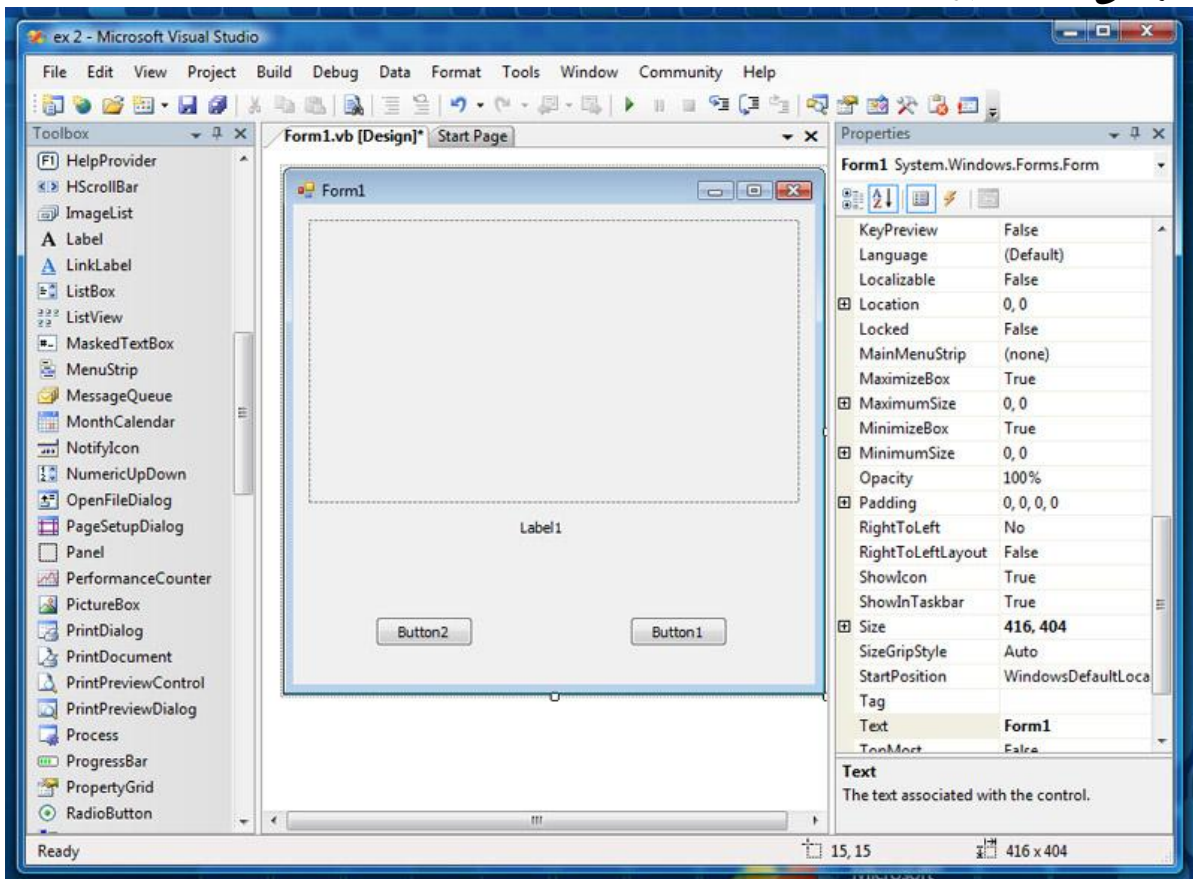 ex 2 - Microsoft Visual Studio
File Edit View Project Build Debug Data Format Tools Window Community Help
Toolbox
HelpProvider
HScrollBar
ImageList
A Label
A LinkLabel
ListBox
ListView
MaskedTextBox
MenuStrip
MessageQueue
MonthCalendar
NotifyIcon
NumericUpDown
OpenFileDialog
PageSetupDialog
Panel
PerformanceCounter
PictureBox
PrintDialog
PrintDocument
PrintPreviewControl
PrintPreviewDialog
Process
ProgressBar
PropertyGrid
RadioButton
Form1.vb [Design]* Start Page
Form1
Label1
Button2 Button1
Properties
Form1 System.Windows.Forms.Form
KeyPreview False
Language (Default)
Localizable False
Location 0, 0
Locked False
MainMenuStrip (none)
MaximizeBox True
MaximumSize 0, 0
MinimizeBox True
MinimumSize 0, 0
Opacity 100%
Padding 0, 0, 0, 0
RightToLeft No
RightToLeftLayout False
ShowIcon True
ShowInTaskbar True
Size 416, 404
SizeGripStyle Auto
StartPosition WindowsDefaultLoca
Tag
Text Form1
TopMost False
Text
The text associated with the control.
Ready 15, 15 416 x 404